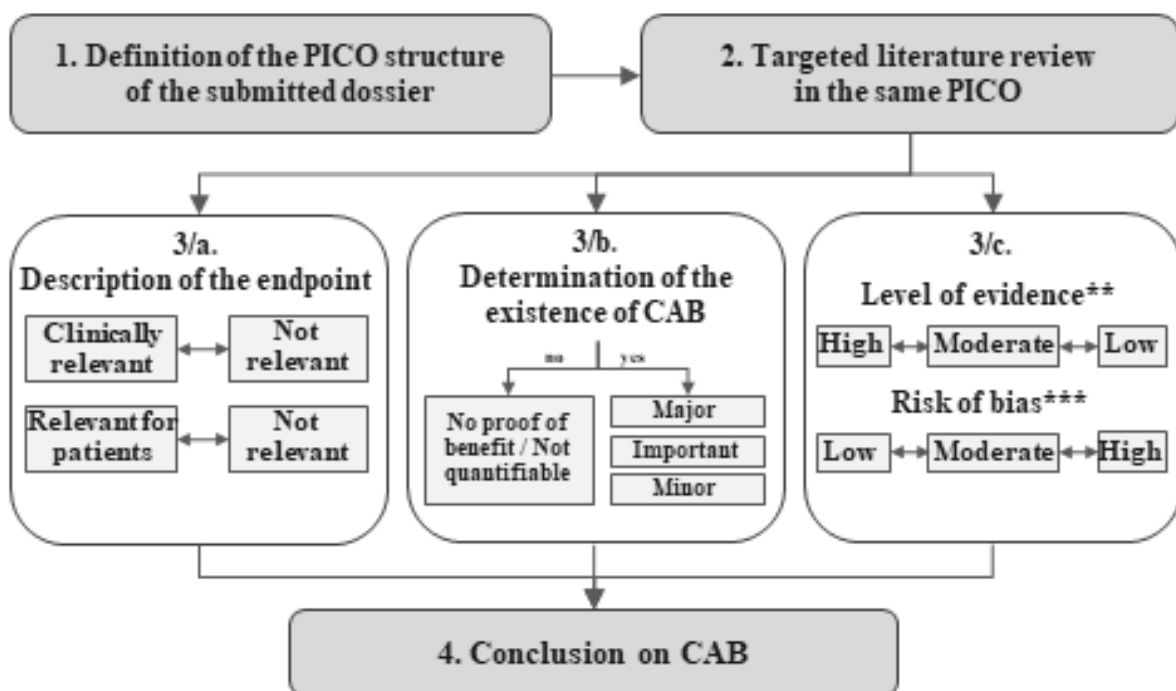 1. Definition of the PICO structure
of the submitted dossier
2. Targeted literature review
in the same PICO
3/a.
Description of the endpoint
Clinically
relevant
Not
relevant
Relevant for
patients
Not
relevant
3/b.
Determination of the
existence of CAB
no
yes
No proof of
benefit / Not
quantifiable
Major
Important
Minor
3/c.
Level of evidence**
High
Moderate
Low
Risk of bias***
Low
Moderate
High
4. Conclusion on CAB